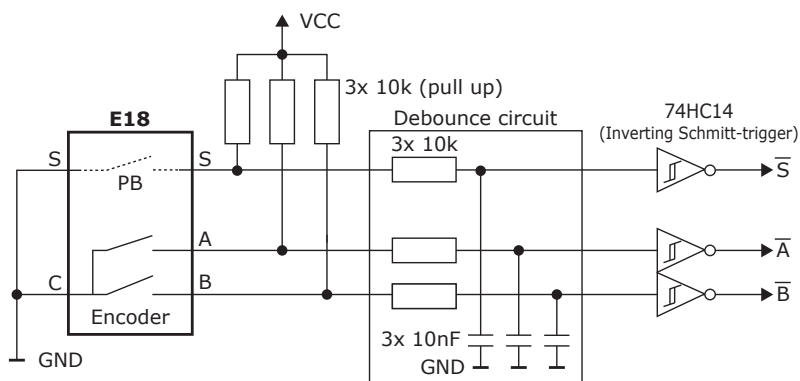 VCC
3x 10k (pull up)
E18
Debounce circuit
74HC14
(Inverting Schmitt-trigger)
3x 10k
S
S
PB
S̅
A
A̅
C
B
B̅
Encoder
3x 10nF
GND
GND